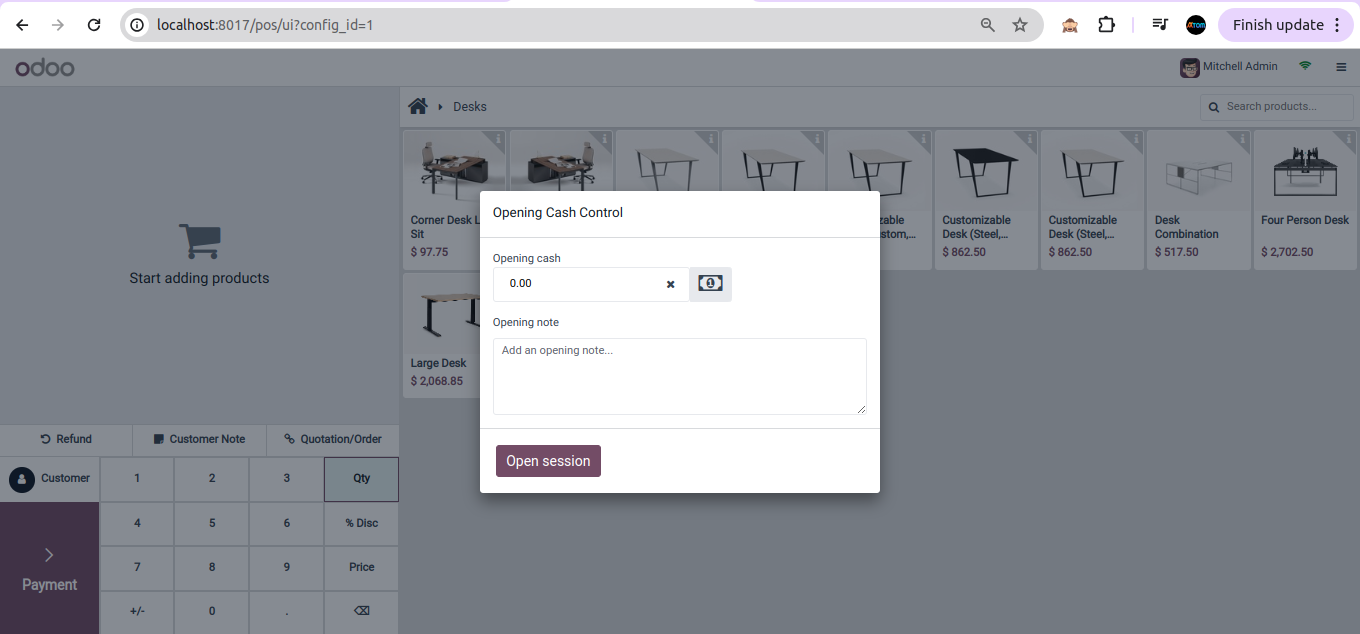 localhost:8017/pos/ui?config_id=1
Finish update
odoo
Mitchell Admin
Desks
Search products...
Start adding products
Corner Desk L
Sit
$ 97.75
zable
stom,...
Customizable
Desk (Steel,...
$ 862.50
Customizable
Desk (Steel,...
$ 862.50
Desk
Combination
$ 517.50
Four Person Desk
$ 2,702.50
Large Desk
$ 2,068.85
Opening Cash Control
Opening cash
0.00
Opening note
Add an opening note...
Open session
Refund
Customer Note
Quotation/Order
Customer
1
2
3
Qty
4
5
6
% Disc
7
8
9
Price
Payment
+/-
0
.